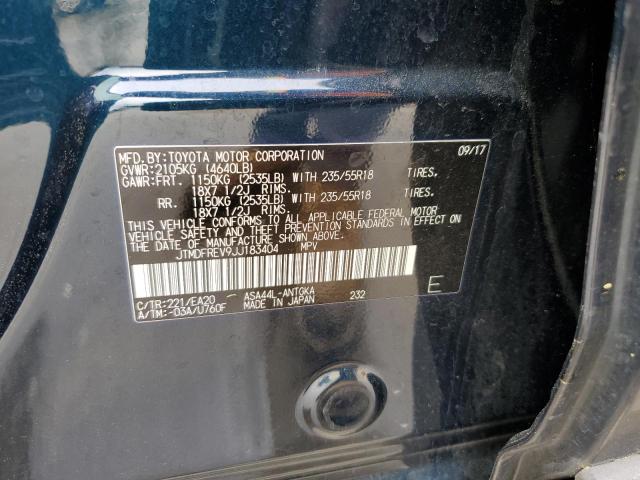 MFD. BY: TOYOTA MOTOR CORPORATION 09/17
GVWR: 2105KG (4640LB)
GAWR: FRT. 1150KG (2535LB) WITH 235/55R18 TIRES.
18X7 1/2J RIMS.
RR. 1150KG (2535LB) WITH 235/55R18 TIRES.
18X7 1/2J RIMS.
THIS VEHICLE CONFORMS TO ALL APPLICABLE FEDERAL MOTOR
VEHICLE SAFETY AND THEFT PREVENTION STANDARDS IN EFFECT ON
THE DATE OF MANUFACTURE SHOWN ABOVE.
JTMDFREV9JJ183404 MPV
C/TR: 221/EA20 ASA44L-ANTGKA 232 E
A/TM: -03A/U760F MADE IN JAPAN